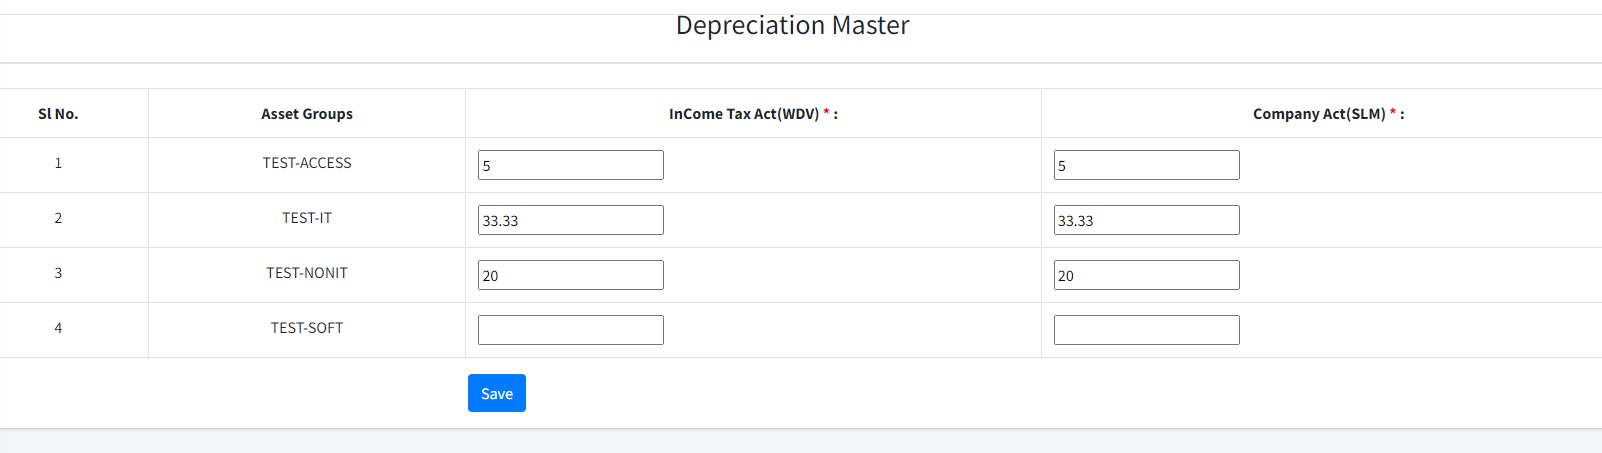 Depreciation Master
Sl No. Asset Groups InCome Tax Act(WDV) * : Company Act(SLM) * :
1 TEST-ACCESS 5 5
2 TEST-IT 33.33 33.33
3 TEST-NONIT 20 20
4 TEST-SOFT
Save